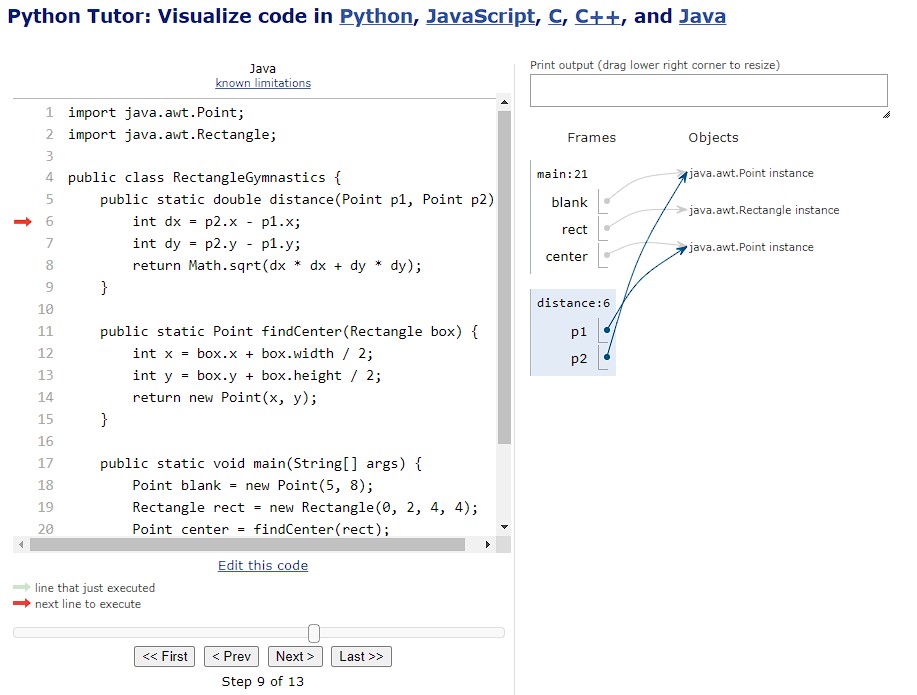 Python Tutor: Visualize code in Python, JavaScript, C, C++, and Java
Java
known limitations
1 import java.awt.Point;
2 import java.awt.Rectangle;
3
4 public class RectangleGymnastics {
5     public static double distance(Point p1, Point p2)
6         int dx = p2.x - p1.x;
7         int dy = p2.y - p1.y;
8         return Math.sqrt(dx * dx + dy * dy);
9     }
10
11     public static Point findCenter(Rectangle box) {
12         int x = box.x + box.width / 2;
13         int y = box.y + box.height / 2;
14         return new Point(x, y);
15     }
16
17     public static void main(String[] args) {
18         Point blank = new Point(5, 8);
19         Rectangle rect = new Rectangle(0, 2, 4, 4);
20         Point center = findCenter(rect);
Edit this code
line that just executed
next line to execute
<< First
< Prev
Next >
Last >>
Step 9 of 13
Print output (drag lower right corner to resize)
Frames
Objects
main:21
blank
rect
center
distance:6
p1
p2
java.awt.Point instance
java.awt.Rectangle instance
java.awt.Point instance